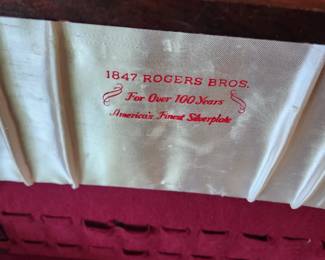 1847 ROGERS BROS.
For Over 100 Years
America's Finest Silverplate